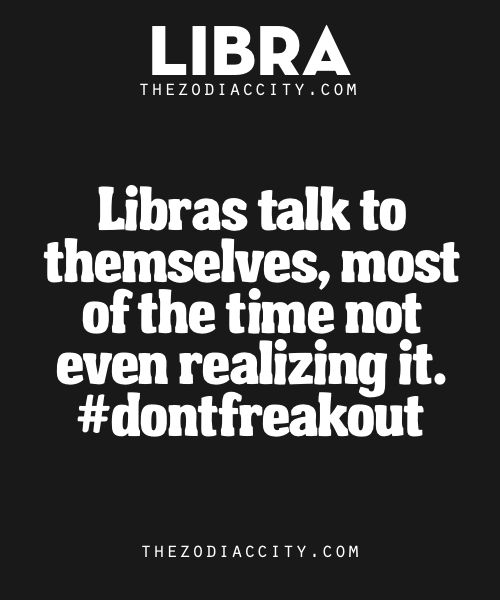 LIBRA
THEZODIACCITY.COM
Libras talk to
themselves, most
of the time not
even realizing it.
#dontfreakout
THEZODIACCITY.COM